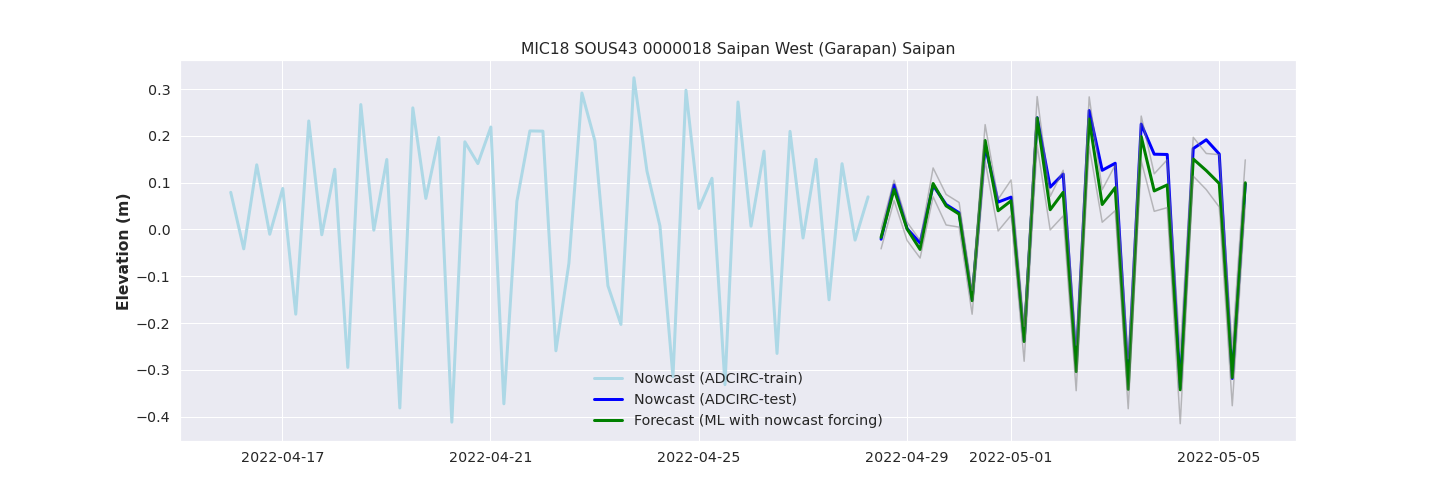 MIC18 SOUS43 0000018 Saipan West (Garapan) Saipan
Elevation (m)
0.3
0.2
0.1
0.0
−0.1
−0.2
−0.3
−0.4
Nowcast (ADCIRC-train)
Nowcast (ADCIRC-test)
Forecast (ML with nowcast forcing)
2022-04-17 2022-04-21 2022-04-25 2022-04-29 2022-05-01 2022-05-05